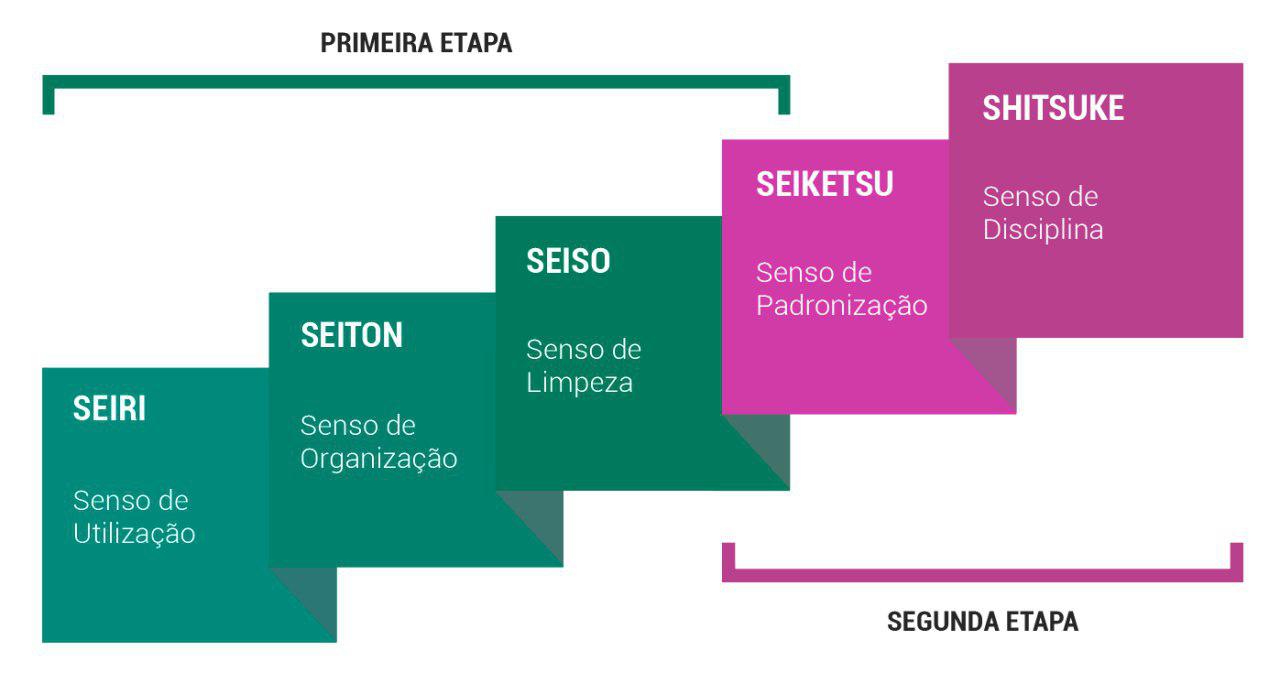 PRIMEIRA ETAPA
SEIRI
Senso de
Utilização
SEITON
Senso de
Organização
SEISO
Senso de
Limpeza
SEIKETSU
Senso de
Padronização
SHITSUKE
Senso de
Disciplina
SEGUNDA ETAPA